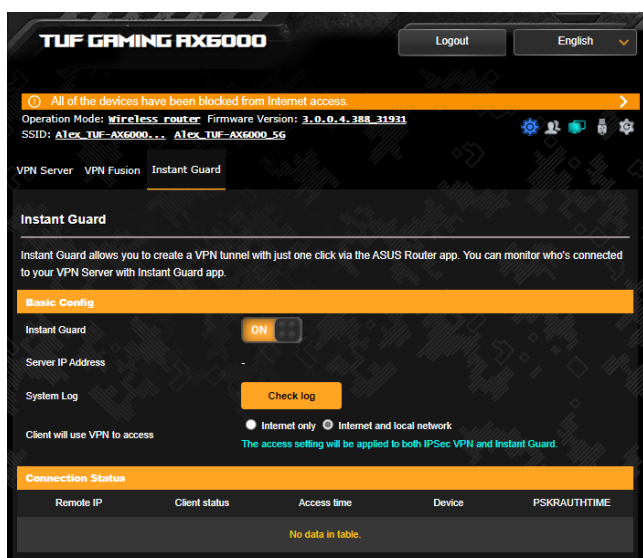 TUF GAMING AX6000
Logout
English
All of the devices have been blocked from Internet access.
Operation Mode: Wireless router Firmware Version: 3.0.0.4.388_31931
SSID: Alex_TUF-AX6000... Alex_TUF-AX6000_5G
VPN Server VPN Fusion Instant Guard
Instant Guard
Instant Guard allows you to create a VPN tunnel with just one click via the ASUS Router app. You can monitor who's connected
to your VPN Server with Instant Guard app.
Basic Config
Instant Guard ON
Server IP Address -
System Log Check log
Client will use VPN to access Internet only Internet and local network
The access setting will be applied to both IPSec VPN and Instant Guard.
Connection Status
Remote IP Client status Access time Device PSKRAUTHTIME
No data in table.